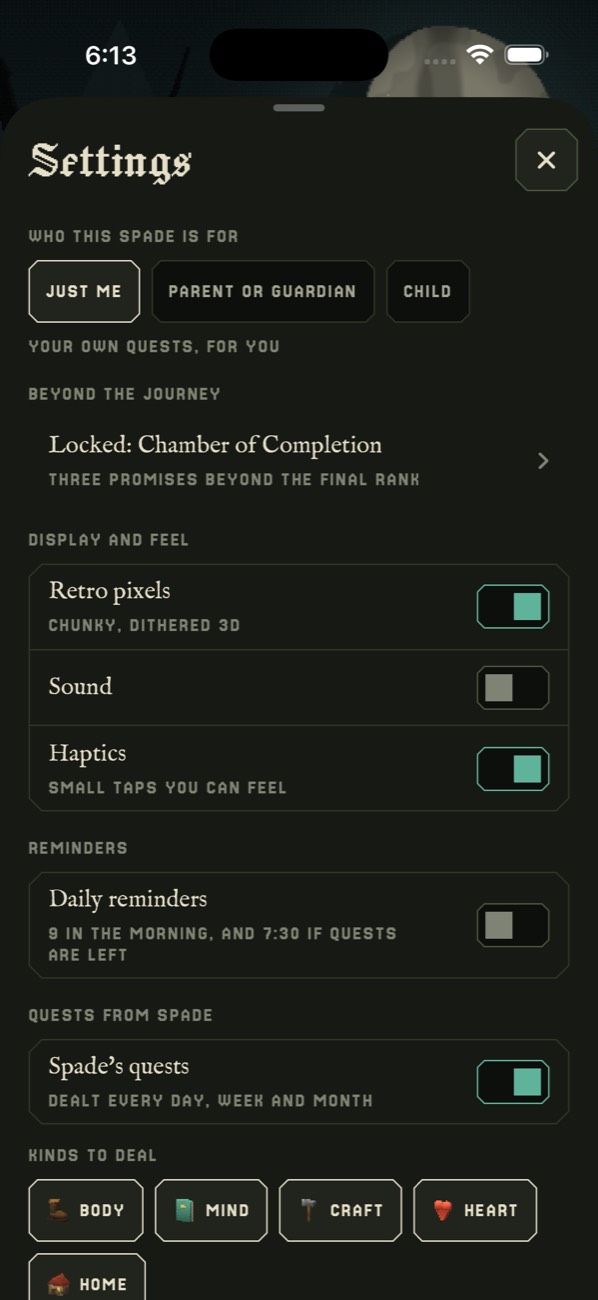 6:13
Settings
WHO THIS SPADE IS FOR
JUST ME
PARENT OR GUARDIAN
CHILD
YOUR OWN QUESTS, FOR YOU
BEYOND THE JOURNEY
Locked: Chamber of Completion
THREE PROMISES BEYOND THE FINAL RANK
DISPLAY AND FEEL
Retro pixels
CHUNKY, DITHERED 3D
Sound
Haptics
SMALL TAPS YOU CAN FEEL
REMINDERS
Daily reminders
9 IN THE MORNING, AND 7:30 IF QUESTS
ARE LEFT
QUESTS FROM SPADE
Spade’s quests
DEALT EVERY DAY, WEEK AND MONTH
KINDS TO DEAL
BODY
MIND
CRAFT
HEART
HOME